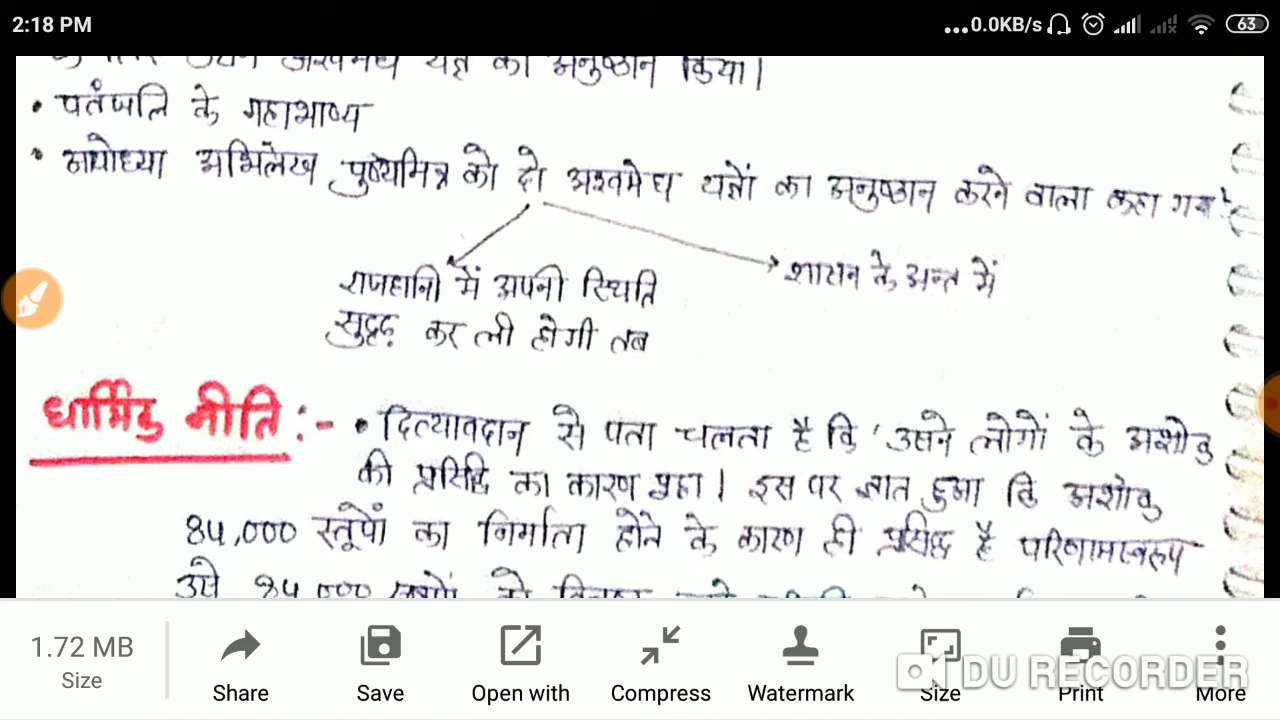 2:18 PM
...0.0KB/s 63
यज्ञ का अनुष्ठान किया।
• पतंजलि के महाभाष्य
• अयोध्या अभिलेख पुष्यमित्र को दो अश्वमेध यज्ञों का अनुष्ठान करने वाला कहा गया
राजधानी में अपनी स्थिति
शासन के अन्त में
सुदृढ़ कर ली होगी तब
धार्मिक नीति :- • दिव्यावदान से पता चलता है कि 'उसने लोगों के अशोक
की प्रसिद्धि का कारण पूछा। इस पर ज्ञात हुआ कि अशोक
84,000 स्तूपों का निर्माता होने के कारण ही प्रसिद्ध है परिणामस्वरूप
उसे 84,000
1.72 MB
Size
Share
Save
Open with
Compress
Watermark
Size
Print
More
DU RECORDER